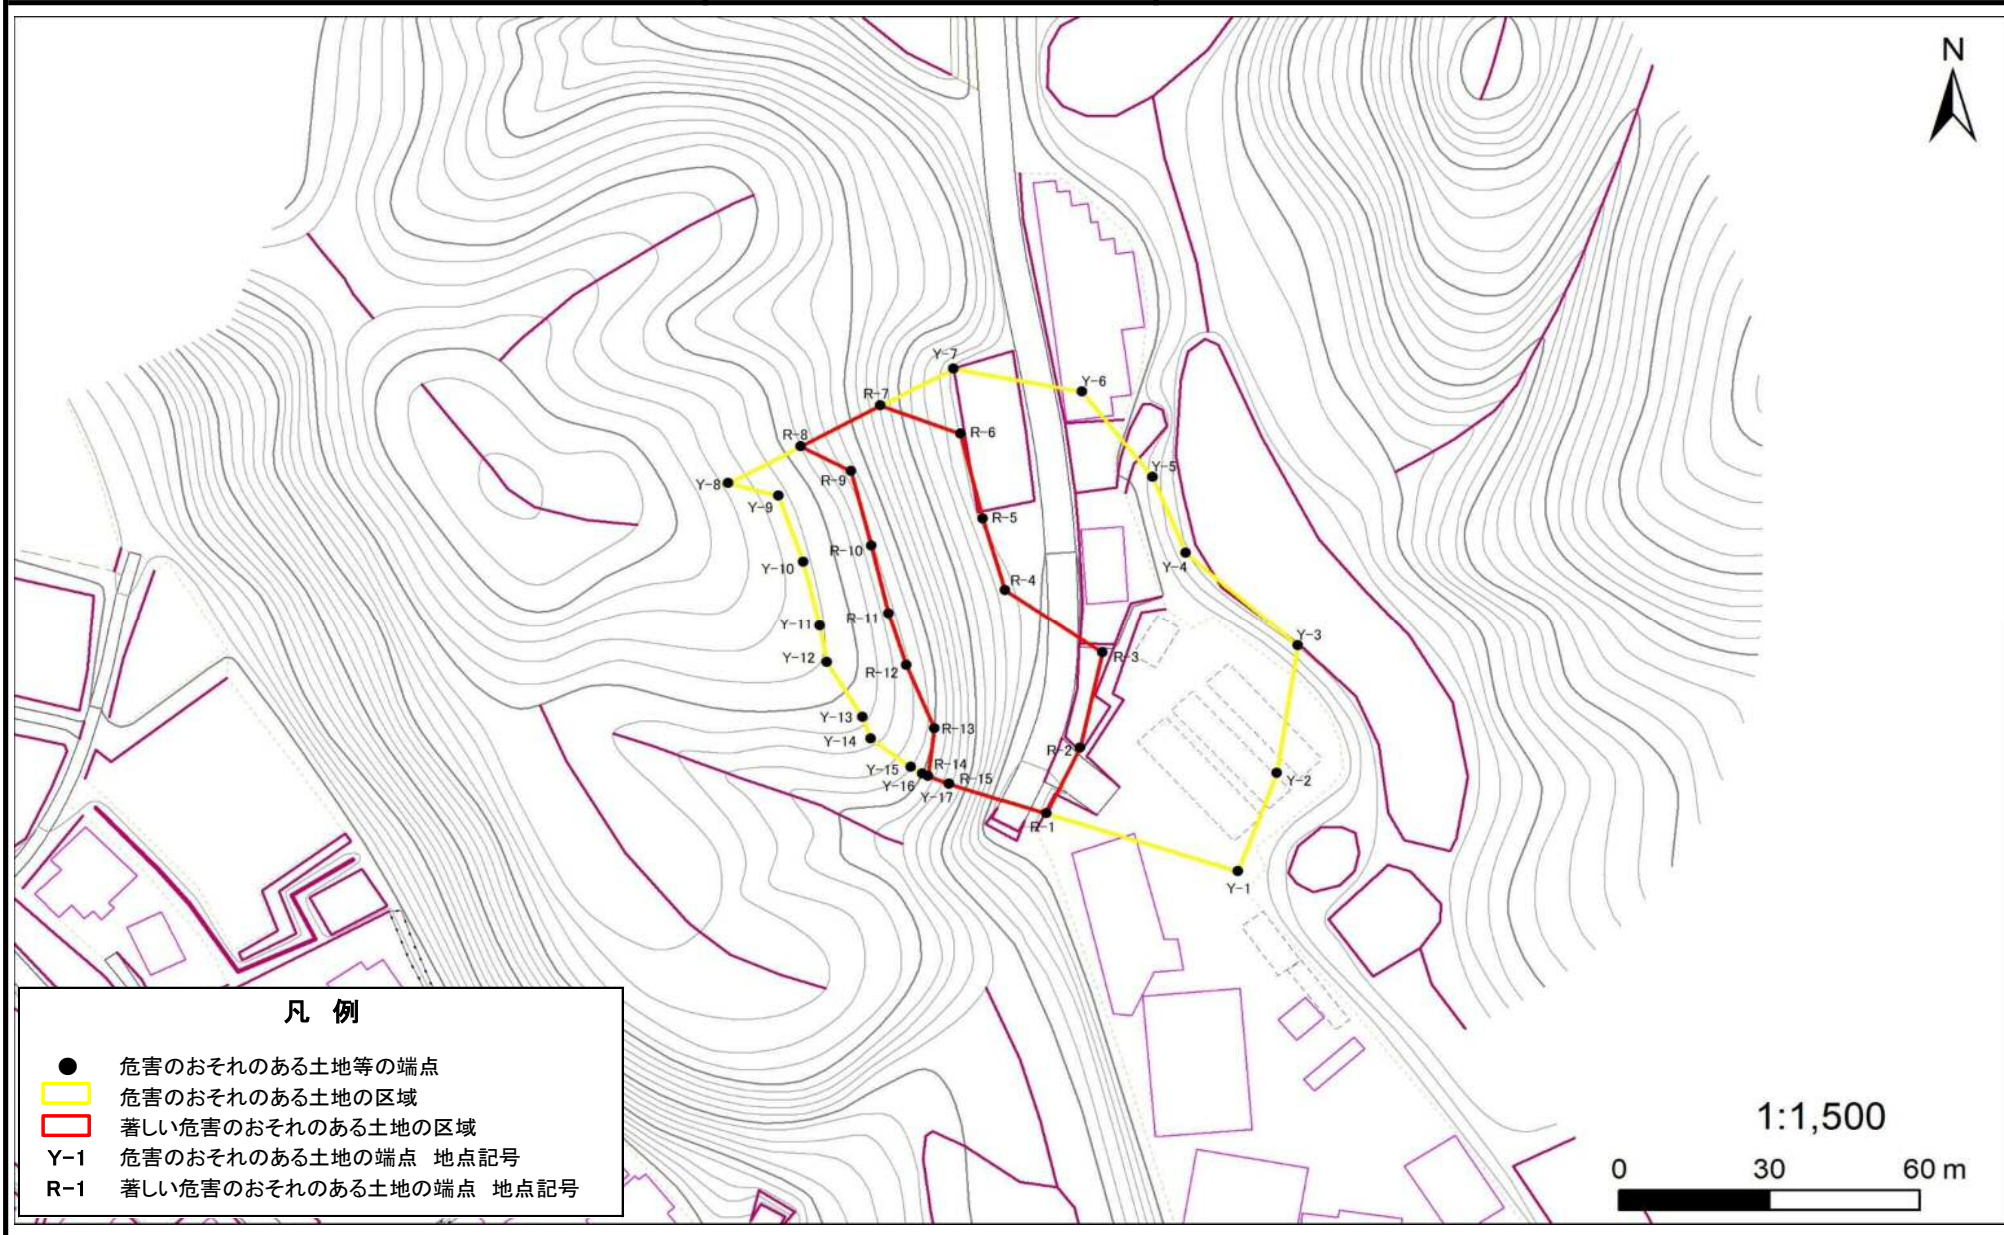 N
Y-7
Y-6
R-7
R-6
R-8
Y-5
R-9
Y-8
Y-9
R-5
R-10
Y-4
Y-10
R-4
R-11
Y-11
Y-3
R-3
Y-12
R-12
Y-13
R-13
Y-14
R-2
Y-15
R-14
R-15
Y-16
Y-17
Y-2
R-1
Y-1
凡 例
危害のおそれのある土地等の端点
危害のおそれのある土地の区域
著しい危害のおそれのある土地の区域
Y-1 危害のおそれのある土地の端点 地点記号
R-1 著しい危害のおそれのある土地の端点 地点記号
1:1,500
0 30 60 m